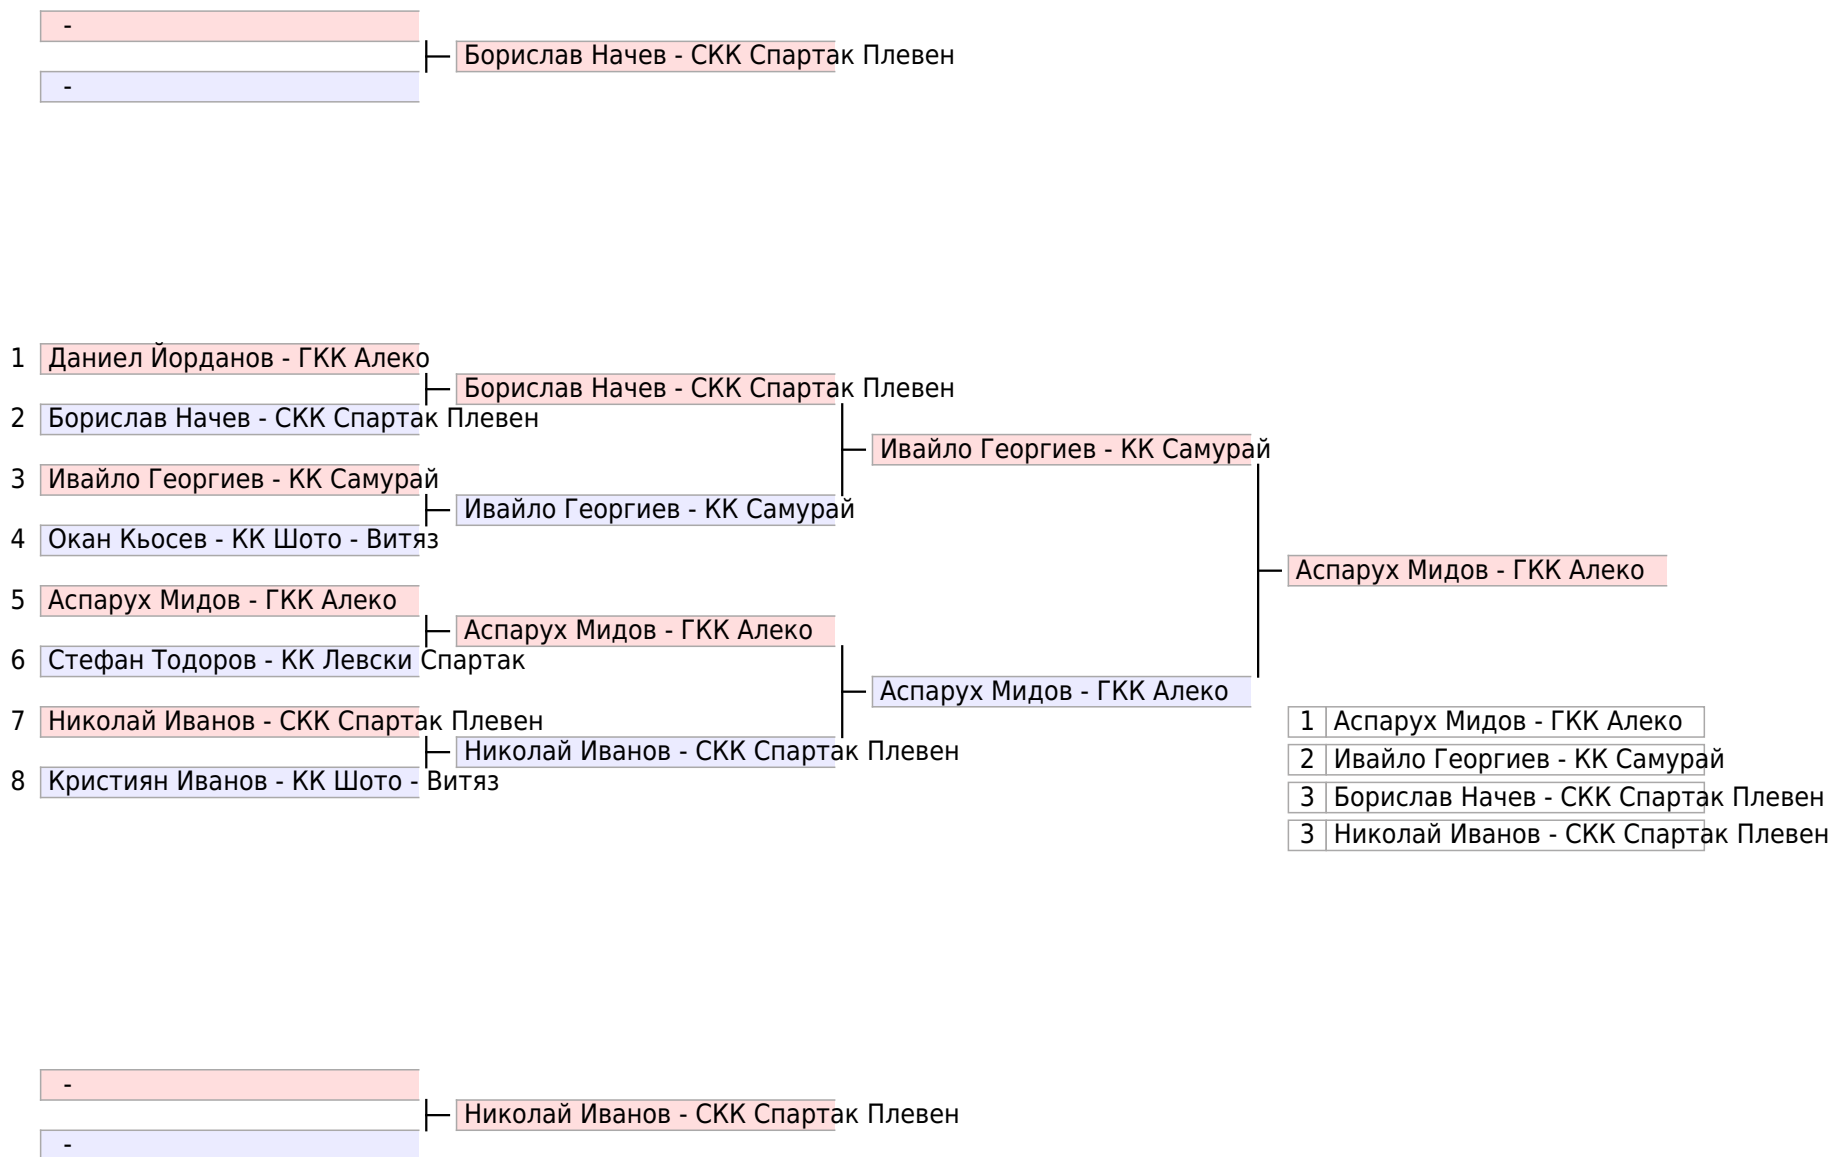 -
Борислав Начев - СКК Спартак Плевен
-
1 Даниел Йорданов - ГКК Алеко
Борислав Начев - СКК Спартак Плевен
2 Борислав Начев - СКК Спартак Плевен
Ивайло Георгиев - КК Самурай
3 Ивайло Георгиев - КК Самурай
Ивайло Георгиев - КК Самурай
4 Окан Кьосев - КК Шото - Витяз
Аспарух Мидов - ГКК Алеко
5 Аспарух Мидов - ГКК Алеко
Аспарух Мидов - ГКК Алеко
6 Стефан Тодоров - КК Левски Спартак
Аспарух Мидов - ГКК Алеко
7 Николай Иванов - СКК Спартак Плевен
Николай Иванов - СКК Спартак Плевен
8 Кристиян Иванов - КК Шото - Витяз
1 Аспарух Мидов - ГКК Алеко
2 Ивайло Георгиев - КК Самурай
3 Борислав Начев - СКК Спартак Плевен
3 Николай Иванов - СКК Спартак Плевен
-
Николай Иванов - СКК Спартак Плевен
-